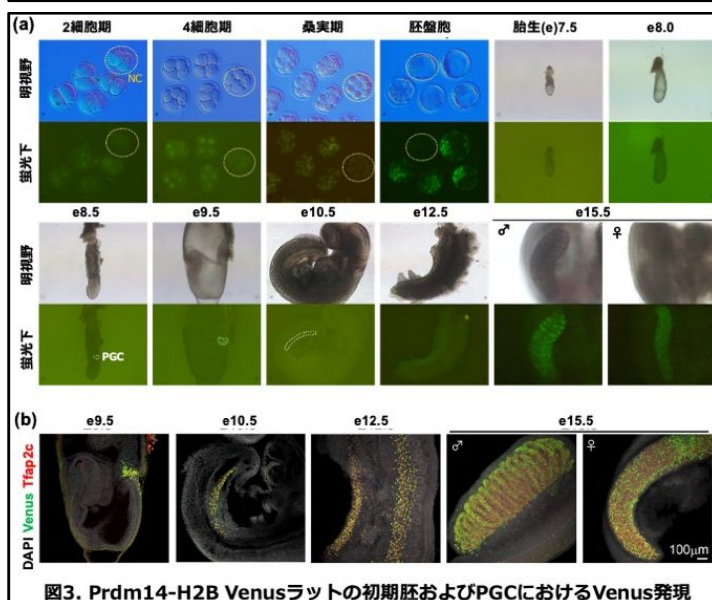 (a) 2細胞期 4細胞期 桑実期 胚盤胞 胎生(e)7.5 e8.0
明視野
NC
蛍光下
e8.5 e9.5 e10.5 e12.5 e15.5
明視野
♂ ♀
蛍光下
PGC
(b) e9.5 e10.5 e12.5 e15.5
DAPI Venus Tfap2c
♂ ♀
100μm
図3. Prdm14-H2B Venusラットの初期胚およびPGCにおけるVenus発現